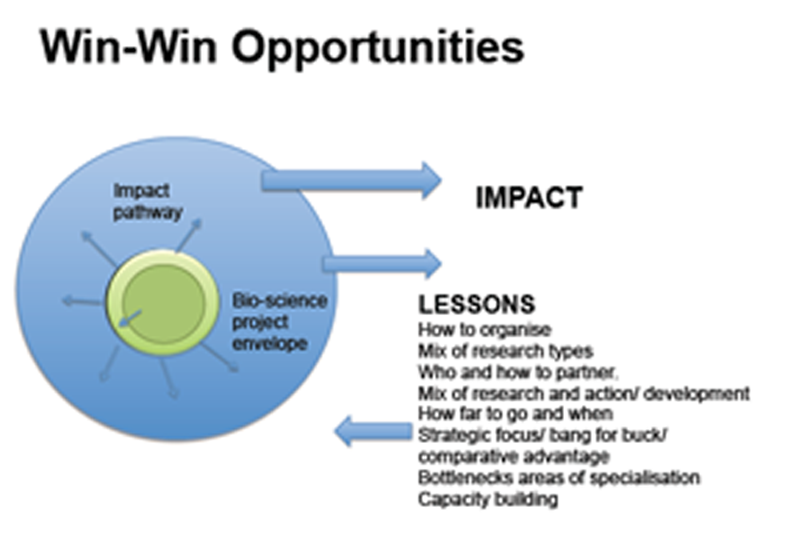 Win-Win Opportunities
Impact
pathway
IMPACT
Bio-science
project
envelope
LESSONS
How to organise
Mix of research types
Who and how to partner.
Mix of research and action/ development
How far to go and when
Strategic focus/ bang for buck/
comparative advantage
Bottlenecks areas of specialisation
Capacity building